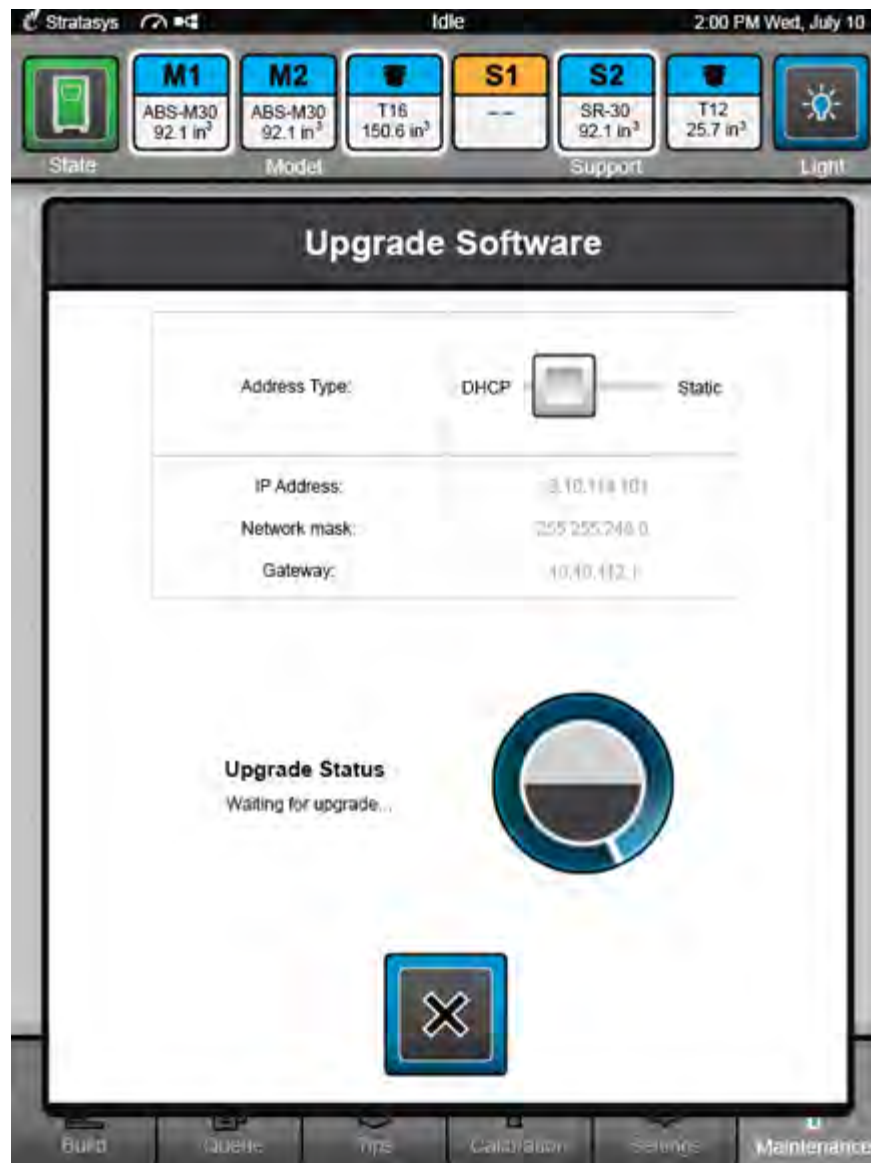 Stratasys Idle 2:00 PM Wed, July 10
M1 M2 S1 S2
ABS-M30 ABS-M30 T16 -- SR-30 T12
92.1 in³ 92.1 in³ 150.6 in³ 92.1 in³ 25.7 in³
State Model Support Light
Upgrade Software
Address Type: DHCP Static
IP Address:
Network mask:
Gateway:
Upgrade Status
Waiting for upgrade...
Build Queue Tips Calibration Settings Maintenance